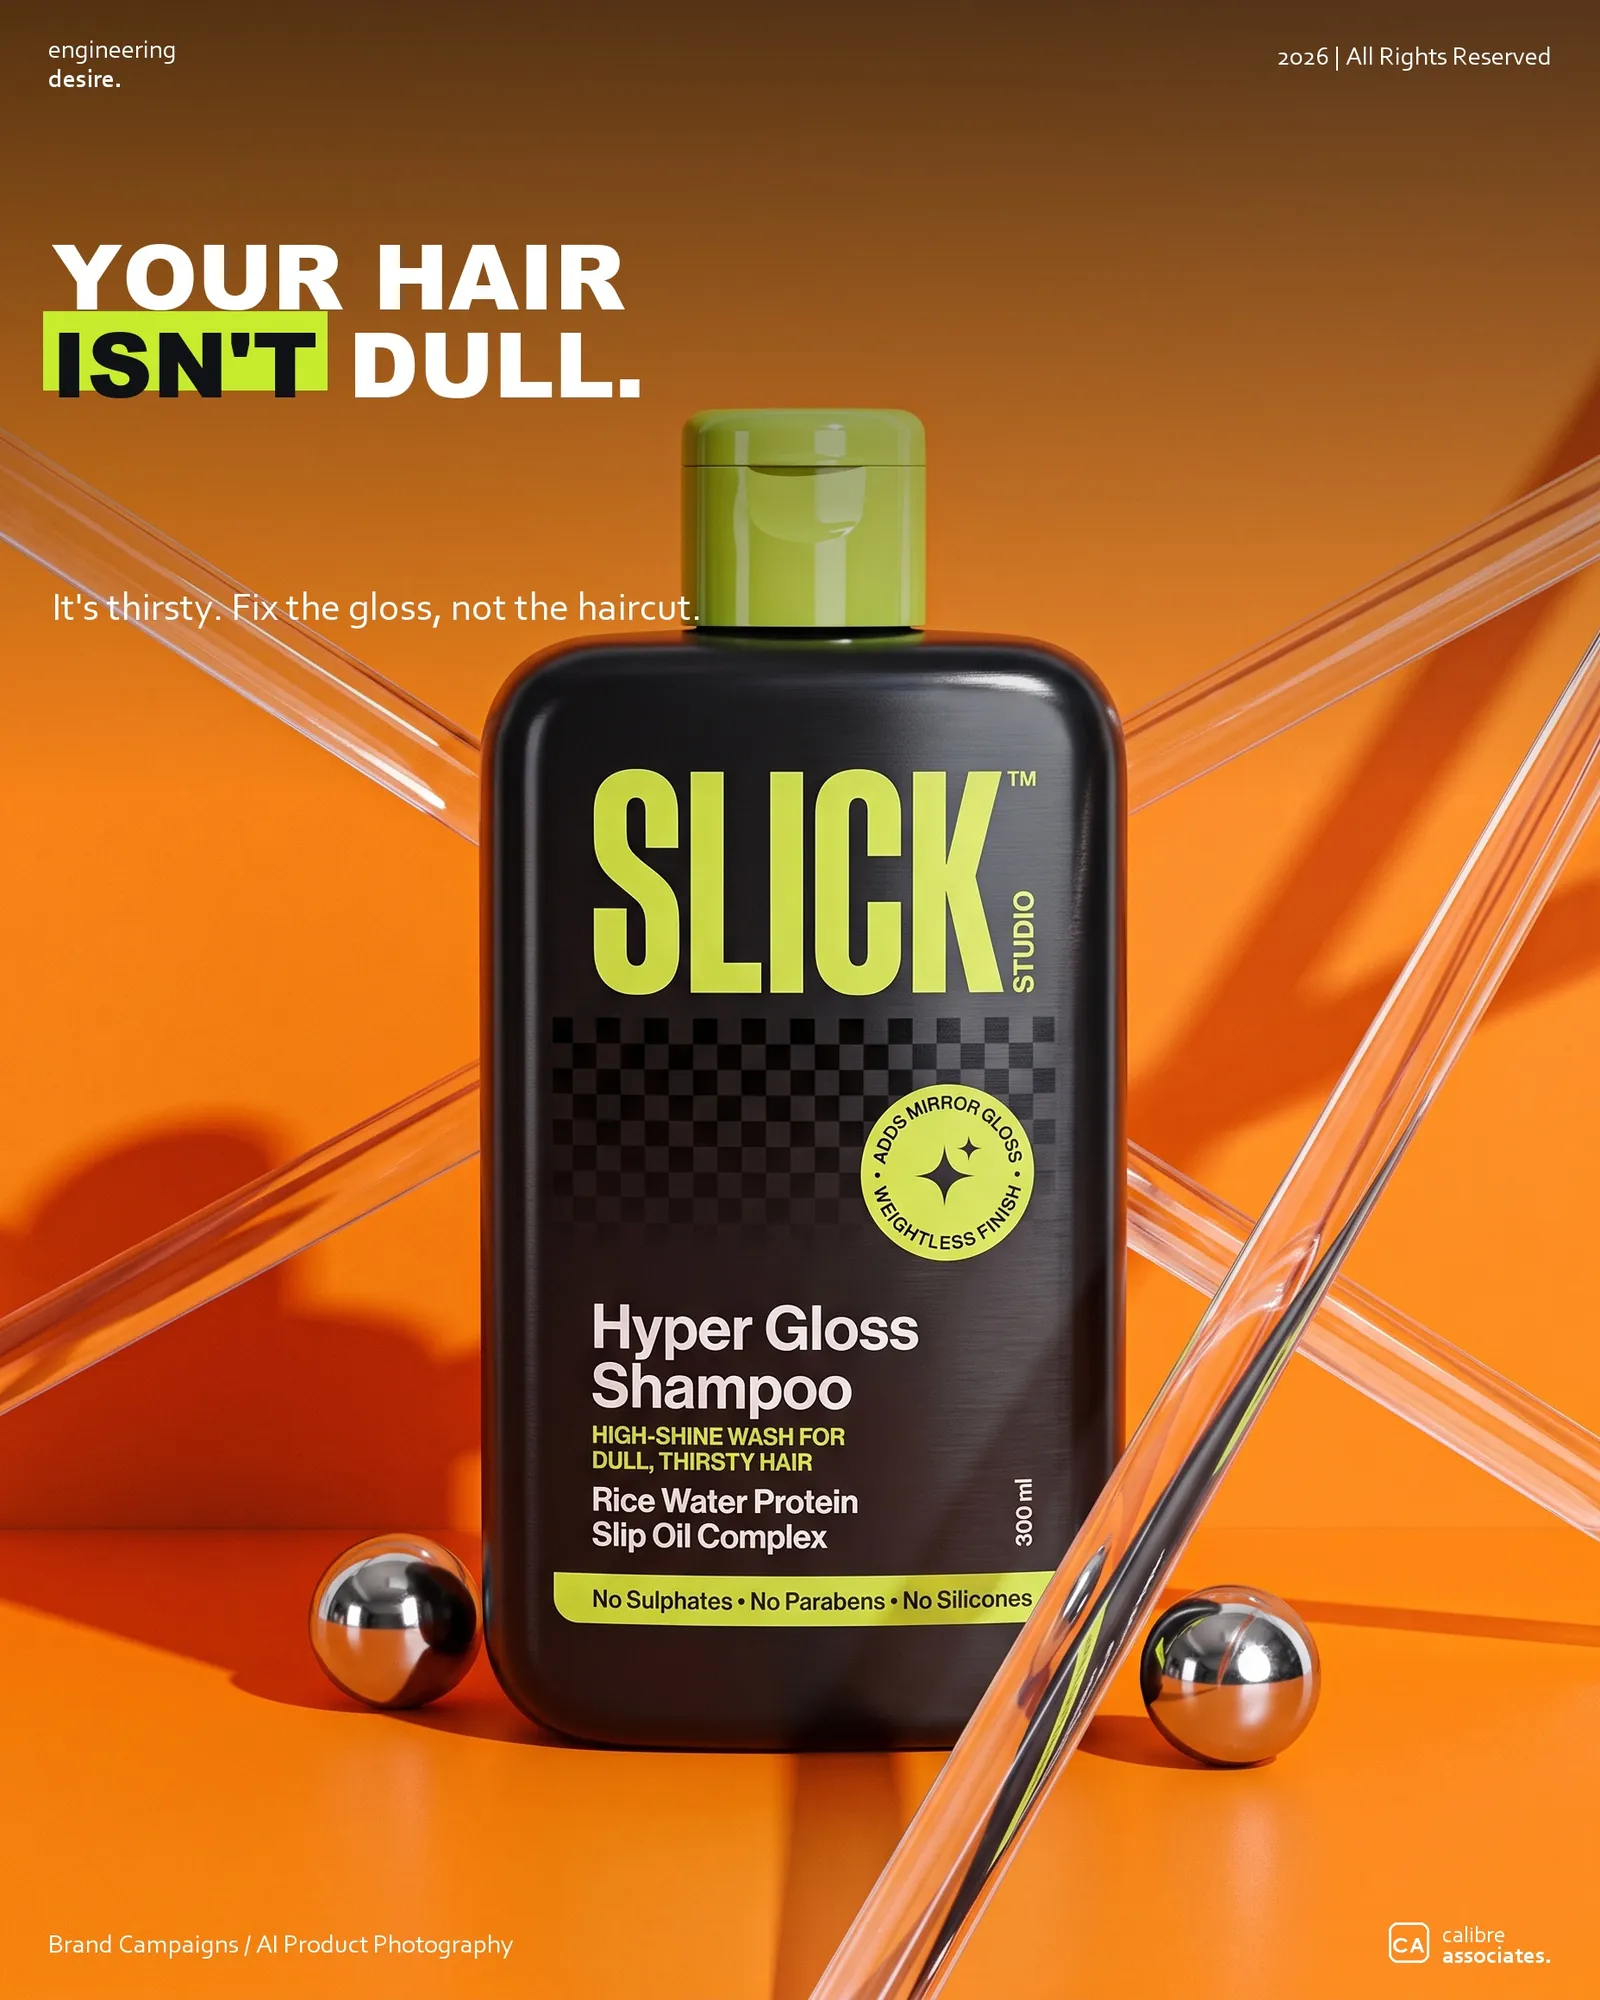 engineering
desire.
2026 | All Rights Reserved
YOUR HAIR
ISN'T DULL.
It's thirsty. Fix the gloss, not the haircut.
SLICK™
STUDIO
ADDS MIRROR GLOSS
• WEIGHTLESS FINISH •
Hyper Gloss
Shampoo
HIGH-SHINE WASH FOR
DULL, THIRSTY HAIR
Rice Water Protein
Slip Oil Complex
300 ml
No Sulphates • No Parabens • No Silicones
Brand Campaigns / AI Product Photography
CA
calibre
associates.